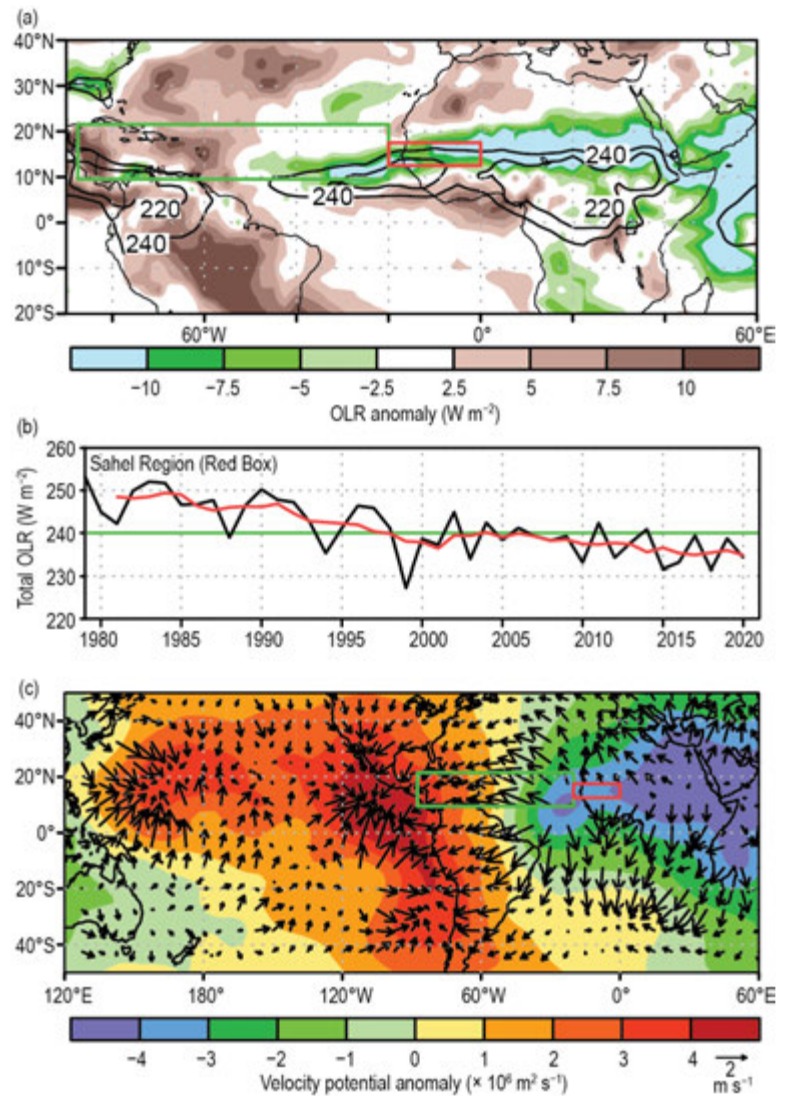 (a)
40°N
30°N
20°N
10°N
0°
10°S
20°S
240
240
220
220
240
60°W 0° 60°E
−10 −7.5 −5 −2.5 2.5 5 7.5 10
OLR anomaly (W m⁻²)
(b)
Sahel Region (Red Box)
Total OLR (W m⁻²)
260
250
240
230
220
1980 1985 1990 1995 2000 2005 2010 2015 2020
(c)
40°N
20°N
0°
20°S
40°S
120°E 180° 120°W 60°W 0° 60°E
−4 −3 −2 −1 0 1 2 3 4 2
Velocity potential anomaly (× 10⁶ m² s⁻¹) m s⁻¹